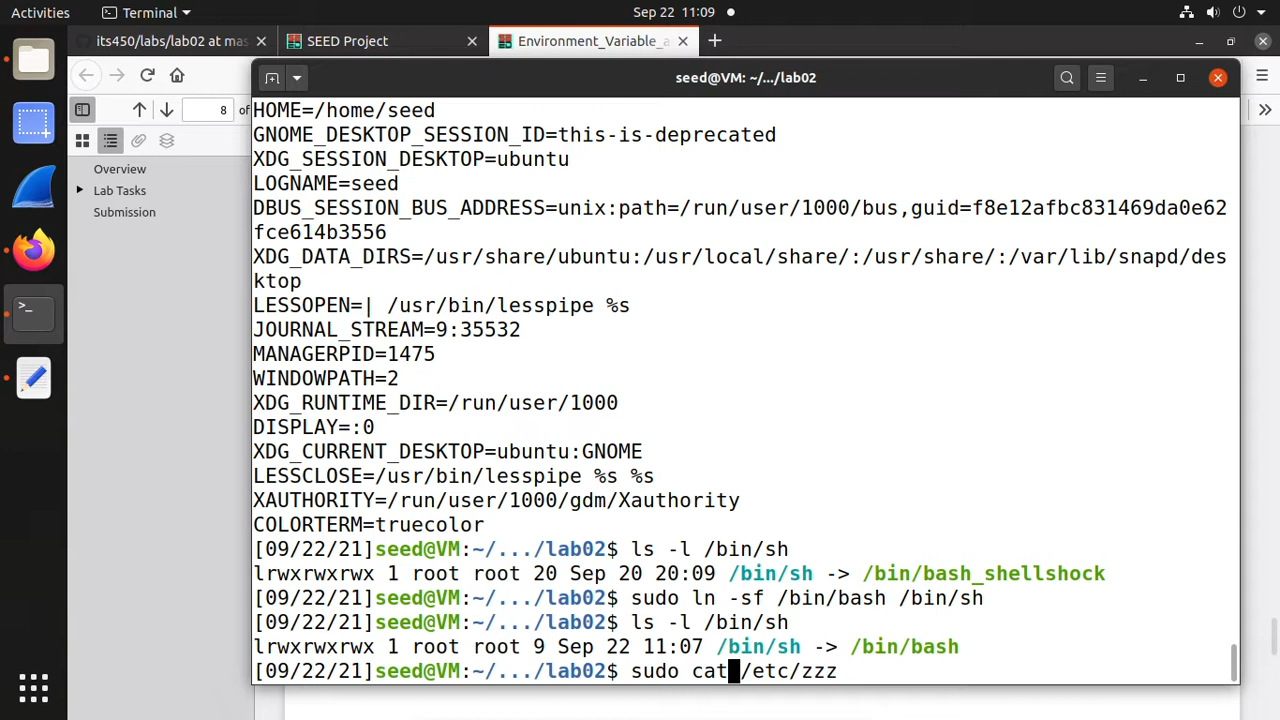 Activities Terminal Sep 22 11:09
its450/labs/lab02 at mas SEED Project Environment_Variable_a
seed@VM: ~/.../lab02
8 of
Overview
Lab Tasks
Submission
HOME=/home/seed
GNOME_DESKTOP_SESSION_ID=this-is-deprecated
XDG_SESSION_DESKTOP=ubuntu
LOGNAME=seed
DBUS_SESSION_BUS_ADDRESS=unix:path=/run/user/1000/bus,guid=f8e12afbc831469da0e62
fce614b3556
XDG_DATA_DIRS=/usr/share/ubuntu:/usr/local/share/:/usr/share/:/var/lib/snapd/des
ktop
LESSOPEN=| /usr/bin/lesspipe %s
JOURNAL_STREAM=9:35532
MANAGERPID=1475
WINDOWPATH=2
XDG_RUNTIME_DIR=/run/user/1000
DISPLAY=:0
XDG_CURRENT_DESKTOP=ubuntu:GNOME
LESSCLOSE=/usr/bin/lesspipe %s %s
XAUTHORITY=/run/user/1000/gdm/Xauthority
COLORTERM=truecolor
[09/22/21]seed@VM:~/.../lab02$ ls -l /bin/sh
lrwxrwxrwx 1 root root 20 Sep 20 20:09 /bin/sh -> /bin/bash_shellshock
[09/22/21]seed@VM:~/.../lab02$ sudo ln -sf /bin/bash /bin/sh
[09/22/21]seed@VM:~/.../lab02$ ls -l /bin/sh
lrwxrwxrwx 1 root root 9 Sep 22 11:07 /bin/sh -> /bin/bash
[09/22/21]seed@VM:~/.../lab02$ sudo cat /etc/zzz